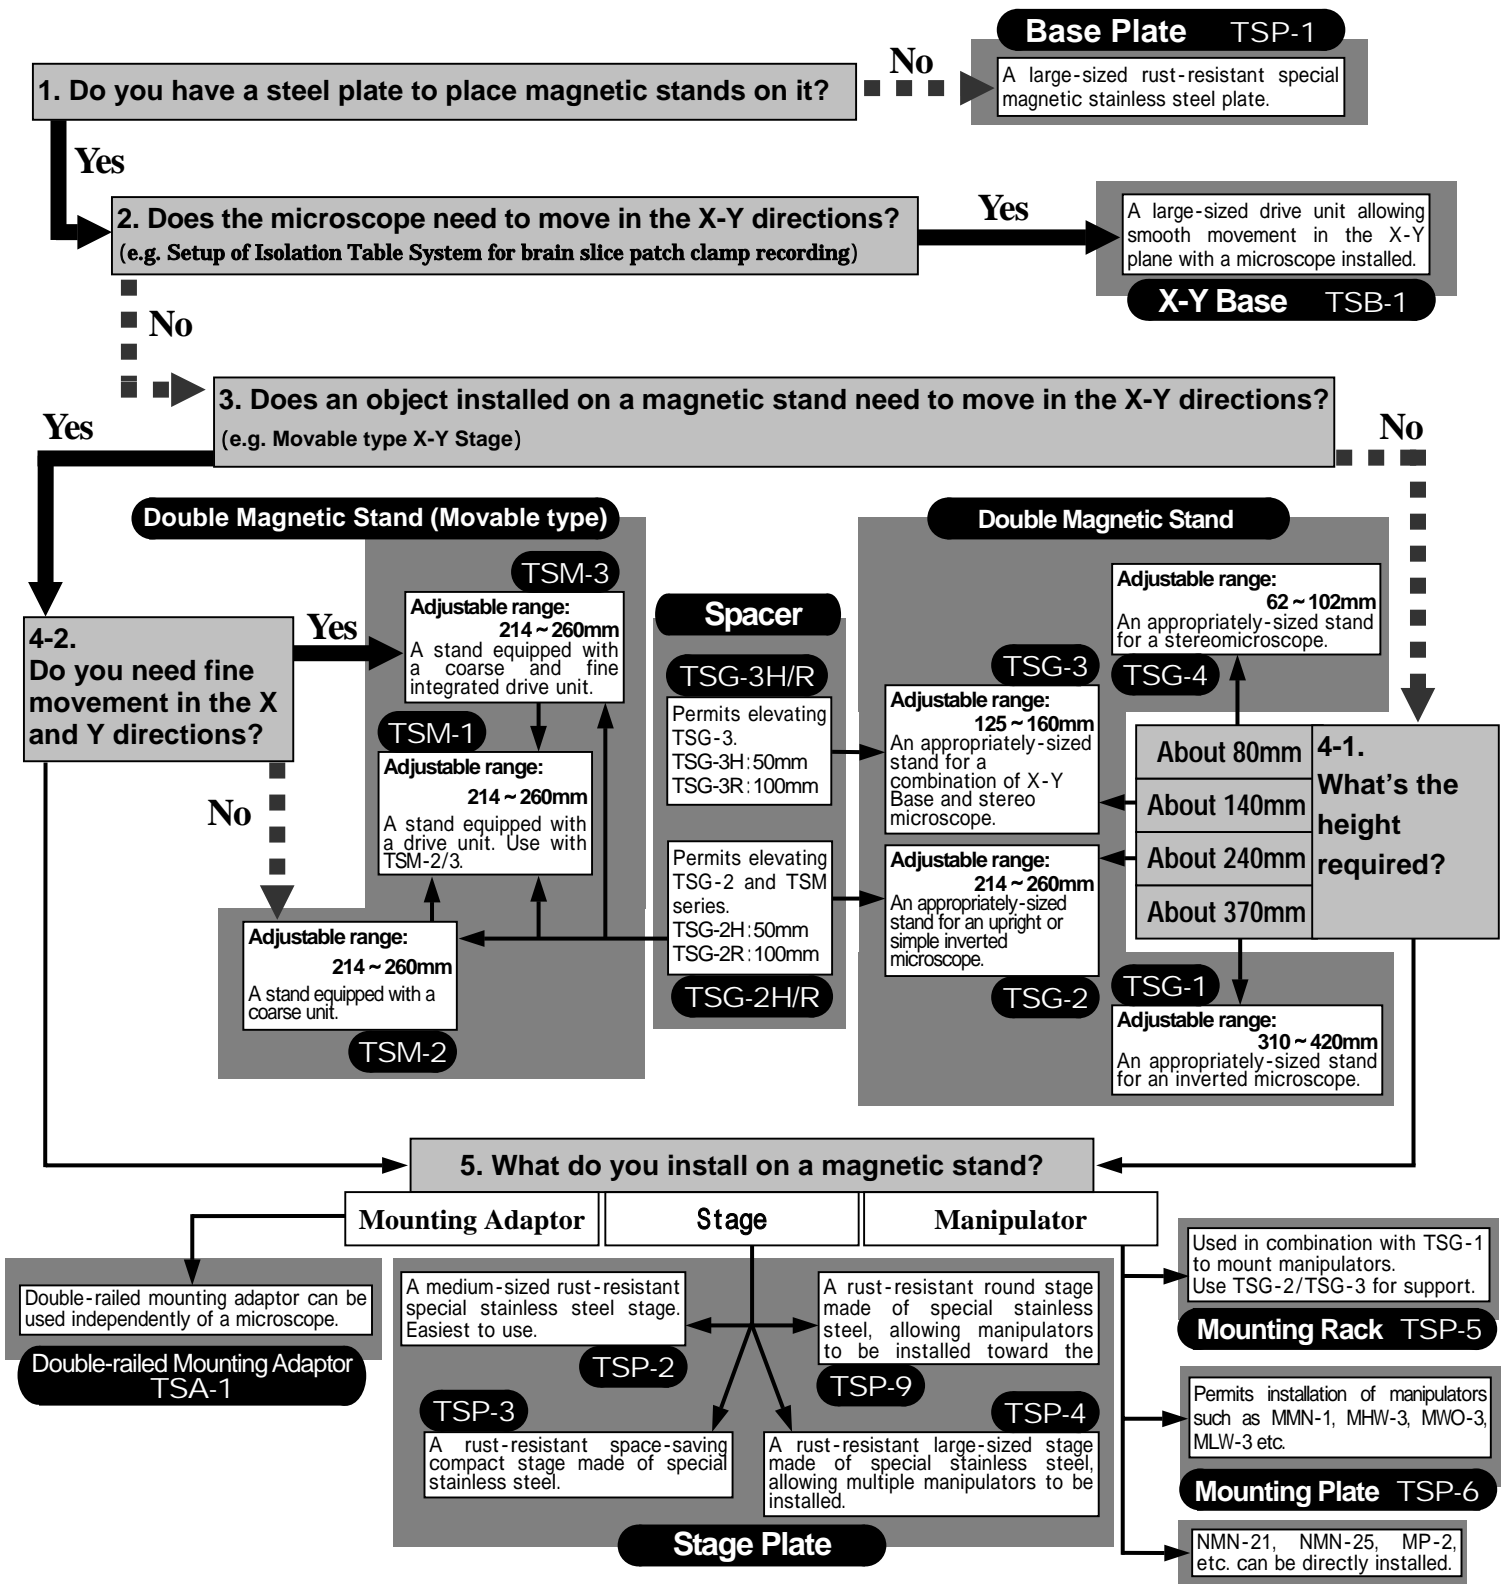 Base Plate TSP-1
No
A large-sized rust-resistant special
magnetic stainless steel plate.
1. Do you have a steel plate to place magnetic stands on it?
Yes
2. Does the microscope need to move in the X-Y directions?
(e.g. Setup of Isolation Table System for brain slice patch clamp recording)
Yes
A large-sized drive unit allowing
smooth movement in the X-Y
plane with a microscope installed.
X-Y Base TSB-1
No
3. Does an object installed on a magnetic stand need to move in the X-Y directions?
(e.g. Movable type X-Y Stage)
Yes
No
Double Magnetic Stand (Movable type)
TSM-3
Adjustable range:
214 ~ 260mm
A stand equipped with
a coarse and fine
integrated drive unit.
4-2.
Do you need fine
movement in the X
and Y directions?
Yes
No
TSM-1
Adjustable range:
214 ~ 260mm
A stand equipped with
a drive unit. Use with
TSM-2/3.
Adjustable range:
214 ~ 260mm
A stand equipped with a
coarse unit.
TSM-2
Spacer
TSG-3H/R
Permits elevating
TSG-3.
TSG-3H: 50mm
TSG-3R: 100mm
Permits elevating
TSG-2 and TSM
series.
TSG-2H: 50mm
TSG-2R: 100mm
TSG-2H/R
Double Magnetic Stand
Adjustable range:
62 ~ 102mm
An appropriately-sized stand
for a stereomicroscope.
TSG-4
TSG-3
Adjustable range:
125 ~ 160mm
An appropriately-sized
stand for a
combination of X-Y
Base and stereo
microscope.
Adjustable range:
214 ~ 260mm
An appropriately-sized
stand for an upright or
simple inverted
microscope.
TSG-2
About 80mm
About 140mm
About 240mm
About 370mm
4-1.
What's the
height
required?
TSG-1
Adjustable range:
310 ~ 420mm
An appropriately-sized stand
for an inverted microscope.
5. What do you install on a magnetic stand?
Mounting Adaptor
Stage
Manipulator
Double-railed mounting adaptor can be
used independently of a microscope.
Double-railed Mounting Adaptor
TSA-1
A medium-sized rust-resistant
special stainless steel stage.
Easiest to use.
TSP-2
A rust-resistant round stage
made of special stainless
steel, allowing manipulators
to be installed toward the
TSP-9
TSP-3
A rust-resistant space-saving
compact stage made of special
stainless steel.
TSP-4
A rust-resistant large-sized stage
made of special stainless steel,
allowing multiple manipulators to be
installed.
Stage Plate
Used in combination with TSG-1
to mount manipulators.
Use TSG-2/TSG-3 for support.
Mounting Rack TSP-5
Permits installation of manipulators
such as MMN-1, MHW-3, MWO-3,
MLW-3 etc.
Mounting Plate TSP-6
NMN-21, NMN-25, MP-2,
etc. can be directly installed.